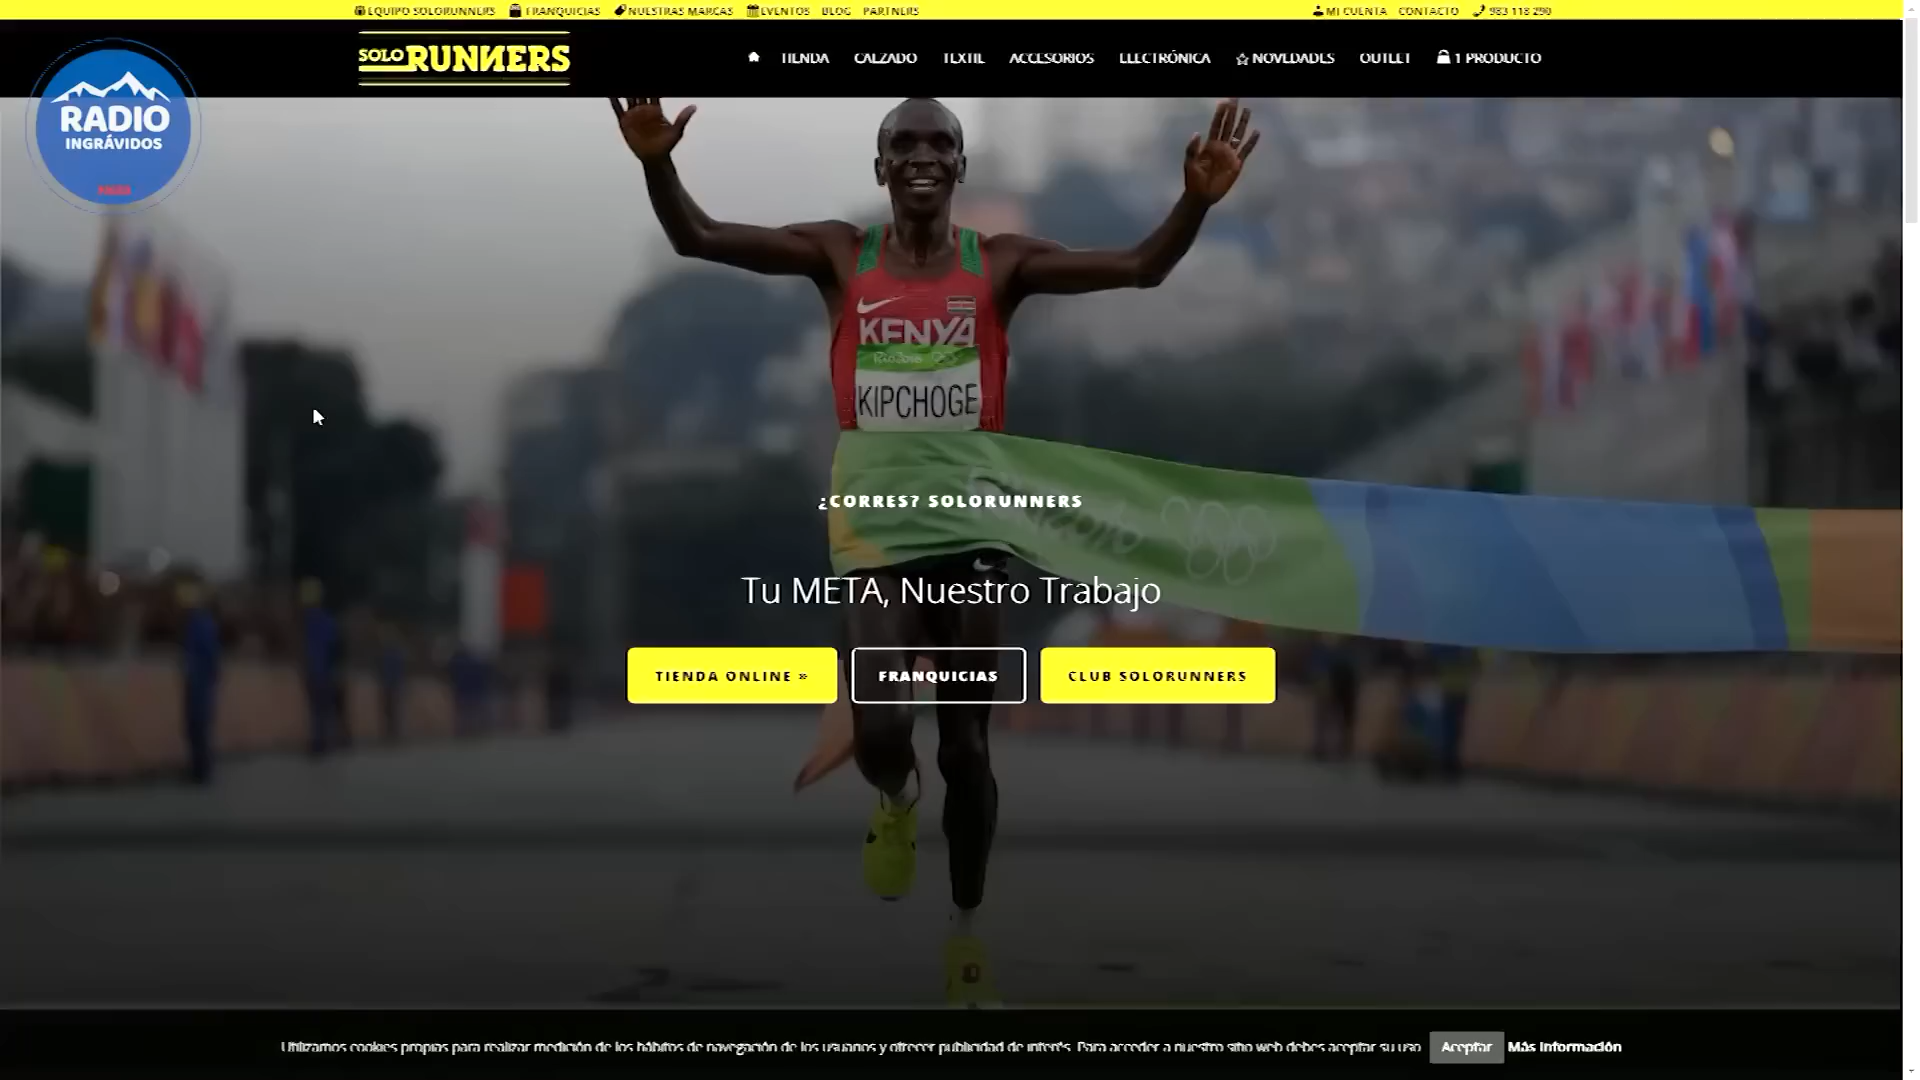 EQUIPO SOLORUNNERS FRANQUICIAS NUESTRAS MARCAS EVENTOS BLOG PARTNERS MI CUENTA CONTACTO 983 118 290
SOLO RUNNERS
TIENDA CALZADO TEXTIL ACCESORIOS ELECTRÓNICA NOVEDADES OUTLET 1 PRODUCTO
RADIO
INGRÁVIDOS
KENYA
Rio2016
KIPCHOGE
¿CORRES? SOLORUNNERS
Tu META, Nuestro Trabajo
TIENDA ONLINE »
FRANQUICIAS
CLUB SOLORUNNERS
Utilizamos cookies propias para realizar medición de los hábitos de navegación de los usuarios y ofrecer publicidad de interés. Para acceder a nuestro sitio web debes aceptar su uso Aceptar Más información